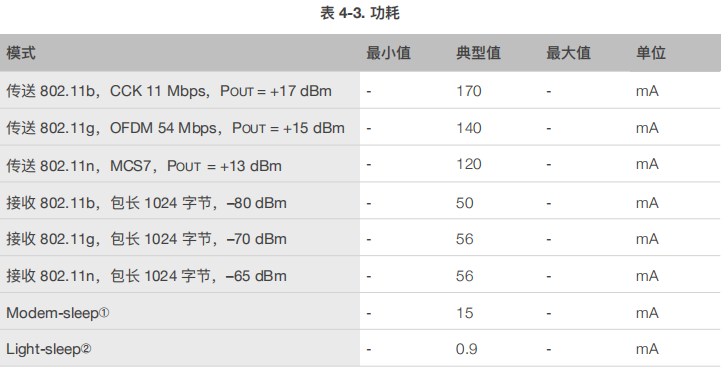 表 4-3. 功耗
模式 最小值 典型值 最大值 单位
传送 802.11b，CCK 11 Mbps，POUT = +17 dBm - 170 - mA
传送 802.11g，OFDM 54 Mbps，POUT = +15 dBm - 140 - mA
传送 802.11n，MCS7，POUT = +13 dBm - 120 - mA
接收 802.11b，包长 1024 字节，–80 dBm - 50 - mA
接收 802.11g，包长 1024 字节，–70 dBm - 56 - mA
接收 802.11n，包长 1024 字节，–65 dBm - 56 - mA
Modem-sleep① - 15 - mA
Light-sleep② - 0.9 - mA